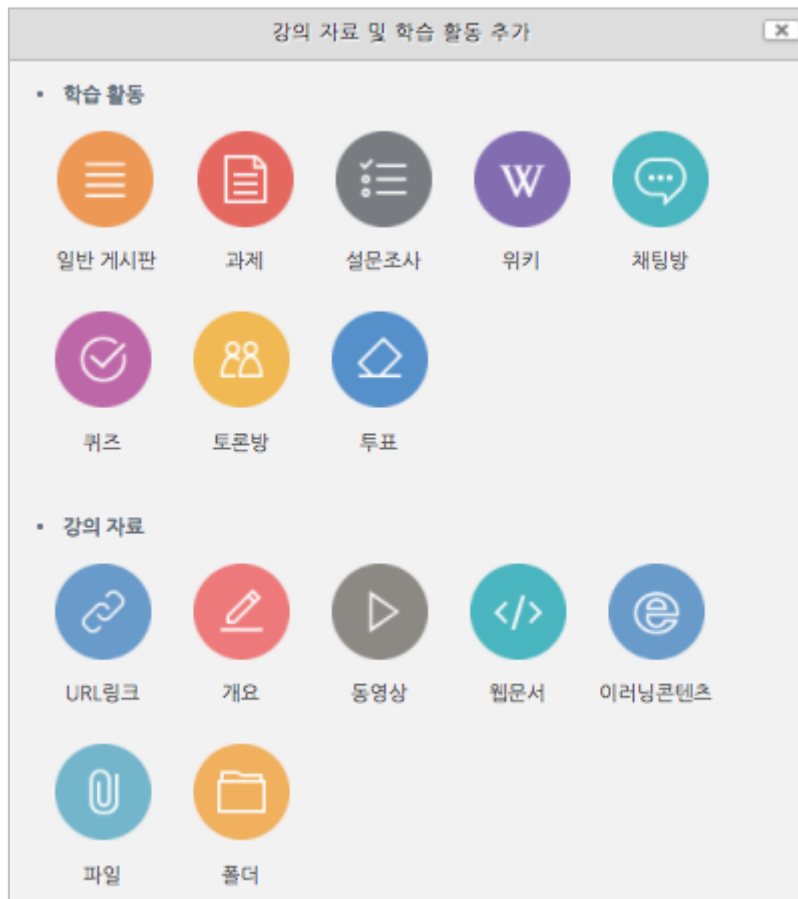 강의 자료 및 학습 활동 추가
학습 활동
W
일반 게시판 과제 설문조사 위키 채팅방
퀴즈 토론방 투표
강의 자료
</> e
URL링크 개요 동영상 웹문서 이러닝콘텐츠
파일 폴더